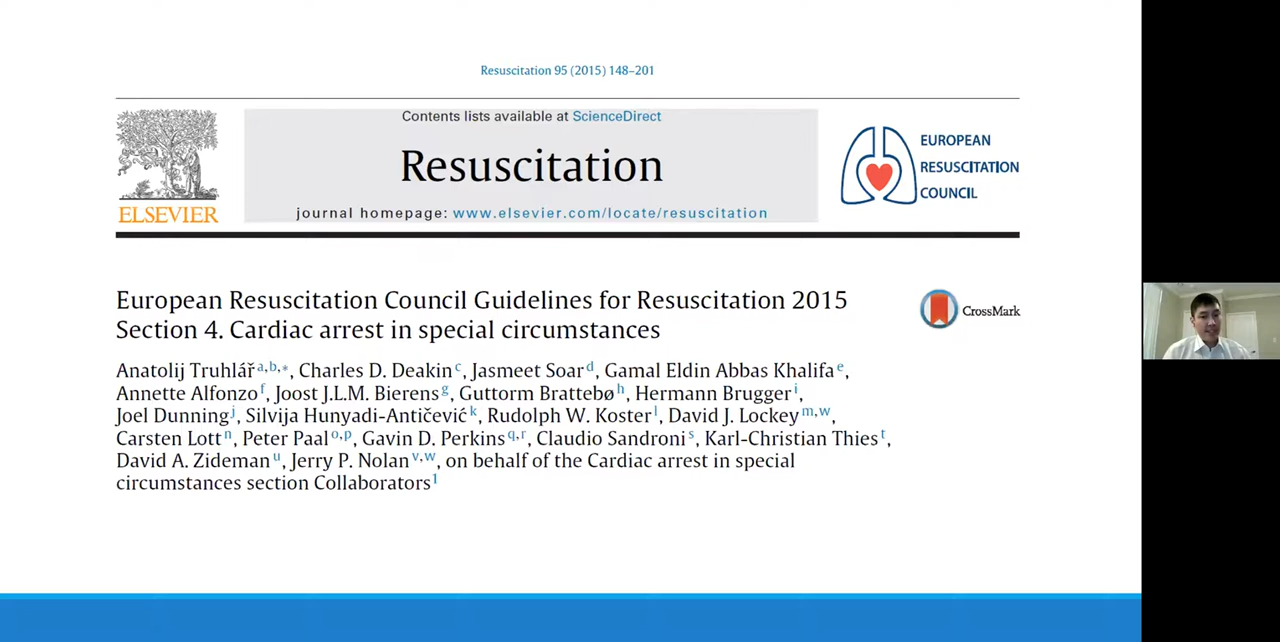 Resuscitation 95 (2015) 148–201
Contents lists available at ScienceDirect
Resuscitation
journal homepage: www.elsevier.com/locate/resuscitation
ELSEVIER
EUROPEAN
RESUSCITATION
COUNCIL
European Resuscitation Council Guidelines for Resuscitation 2015
Section 4. Cardiac arrest in special circumstances
CrossMark
Anatolij Truhlář a,b,*, Charles D. Deakin c, Jasmeet Soar d, Gamal Eldin Abbas Khalifa e,
Annette Alfonzo f, Joost J.L.M. Bierens g, Guttorm Brattebø h, Hermann Brugger i,
Joel Dunning j, Silvija Hunyadi-Antičević k, Rudolph W. Koster l, David J. Lockey m,w,
Carsten Lott n, Peter Paal o,p, Gavin D. Perkins q,r, Claudio Sandroni s, Karl-Christian Thies t,
David A. Zideman u, Jerry P. Nolan v,w, on behalf of the Cardiac arrest in special
circumstances section Collaborators 1